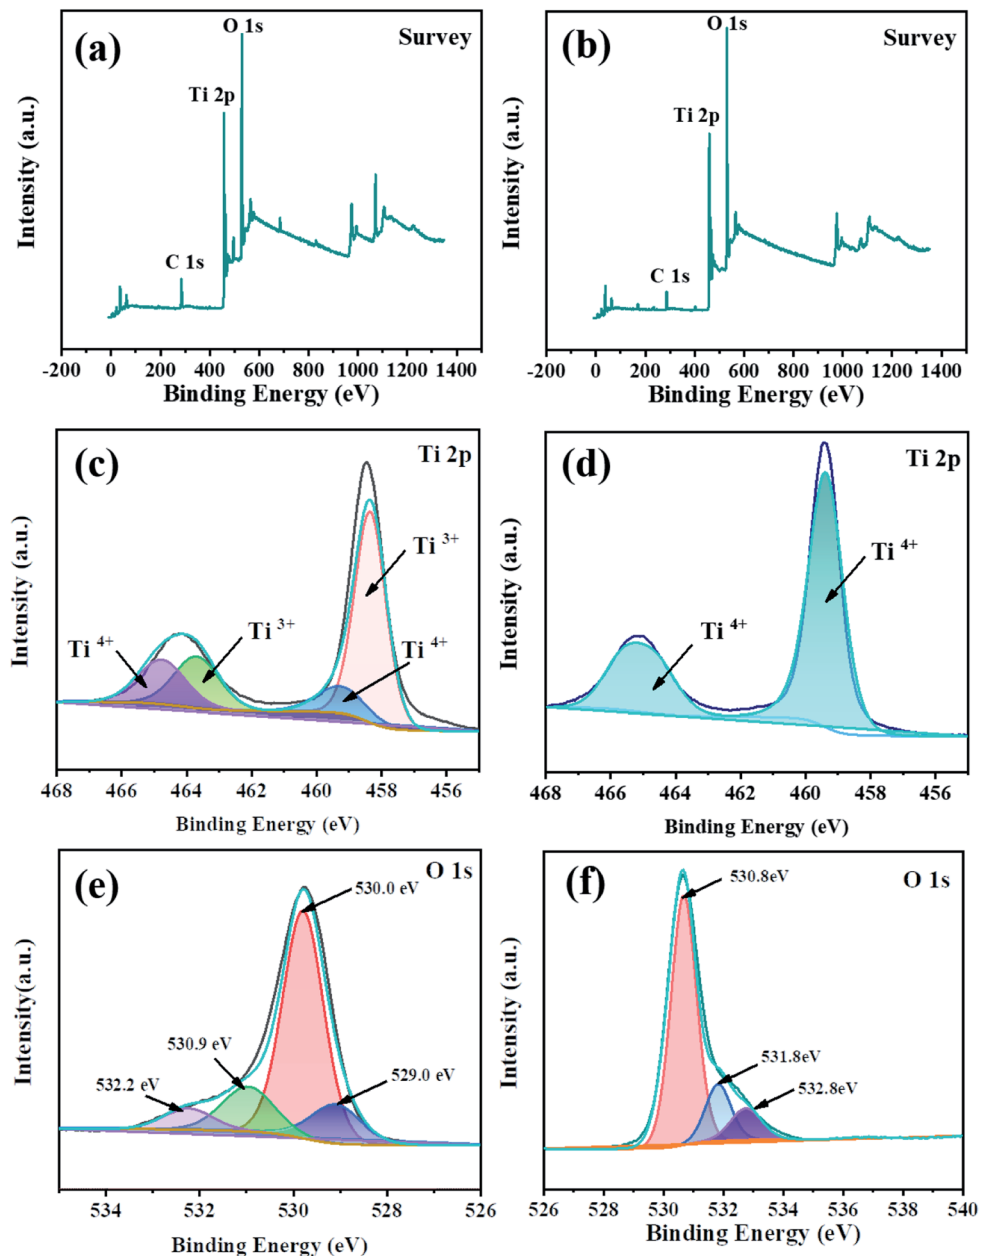 (a)
O 1s
Survey
Ti 2p
C 1s
Intensity (a.u.)
-200 0 200 400 600 800 1000 1200 1400
Binding Energy (eV)
(b)
O 1s
Survey
Ti 2p
C 1s
Intensity (a.u.)
-200 0 200 400 600 800 1000 1200 1400
Binding Energy (eV)
(c)
Ti 2p
Ti 3+
Ti 3+
Ti 4+
Ti 4+
Intensity (a.u.)
468 466 464 462 460 458 456
Binding Energy (eV)
(d)
Ti 2p
Ti 4+
Ti 4+
Intensity (a.u.)
468 466 464 462 460 458 456
Binding Energy (eV)
(e)
O 1s
530.0 eV
530.9 eV
532.2 eV
529.0 eV
Intensity(a.u.)
534 532 530 528 526
Binding Energy (eV)
(f)
O 1s
530.8eV
531.8eV
532.8eV
Intensity (a.u.)
526 528 530 532 534 536 538 540
Binding Energy (eV)